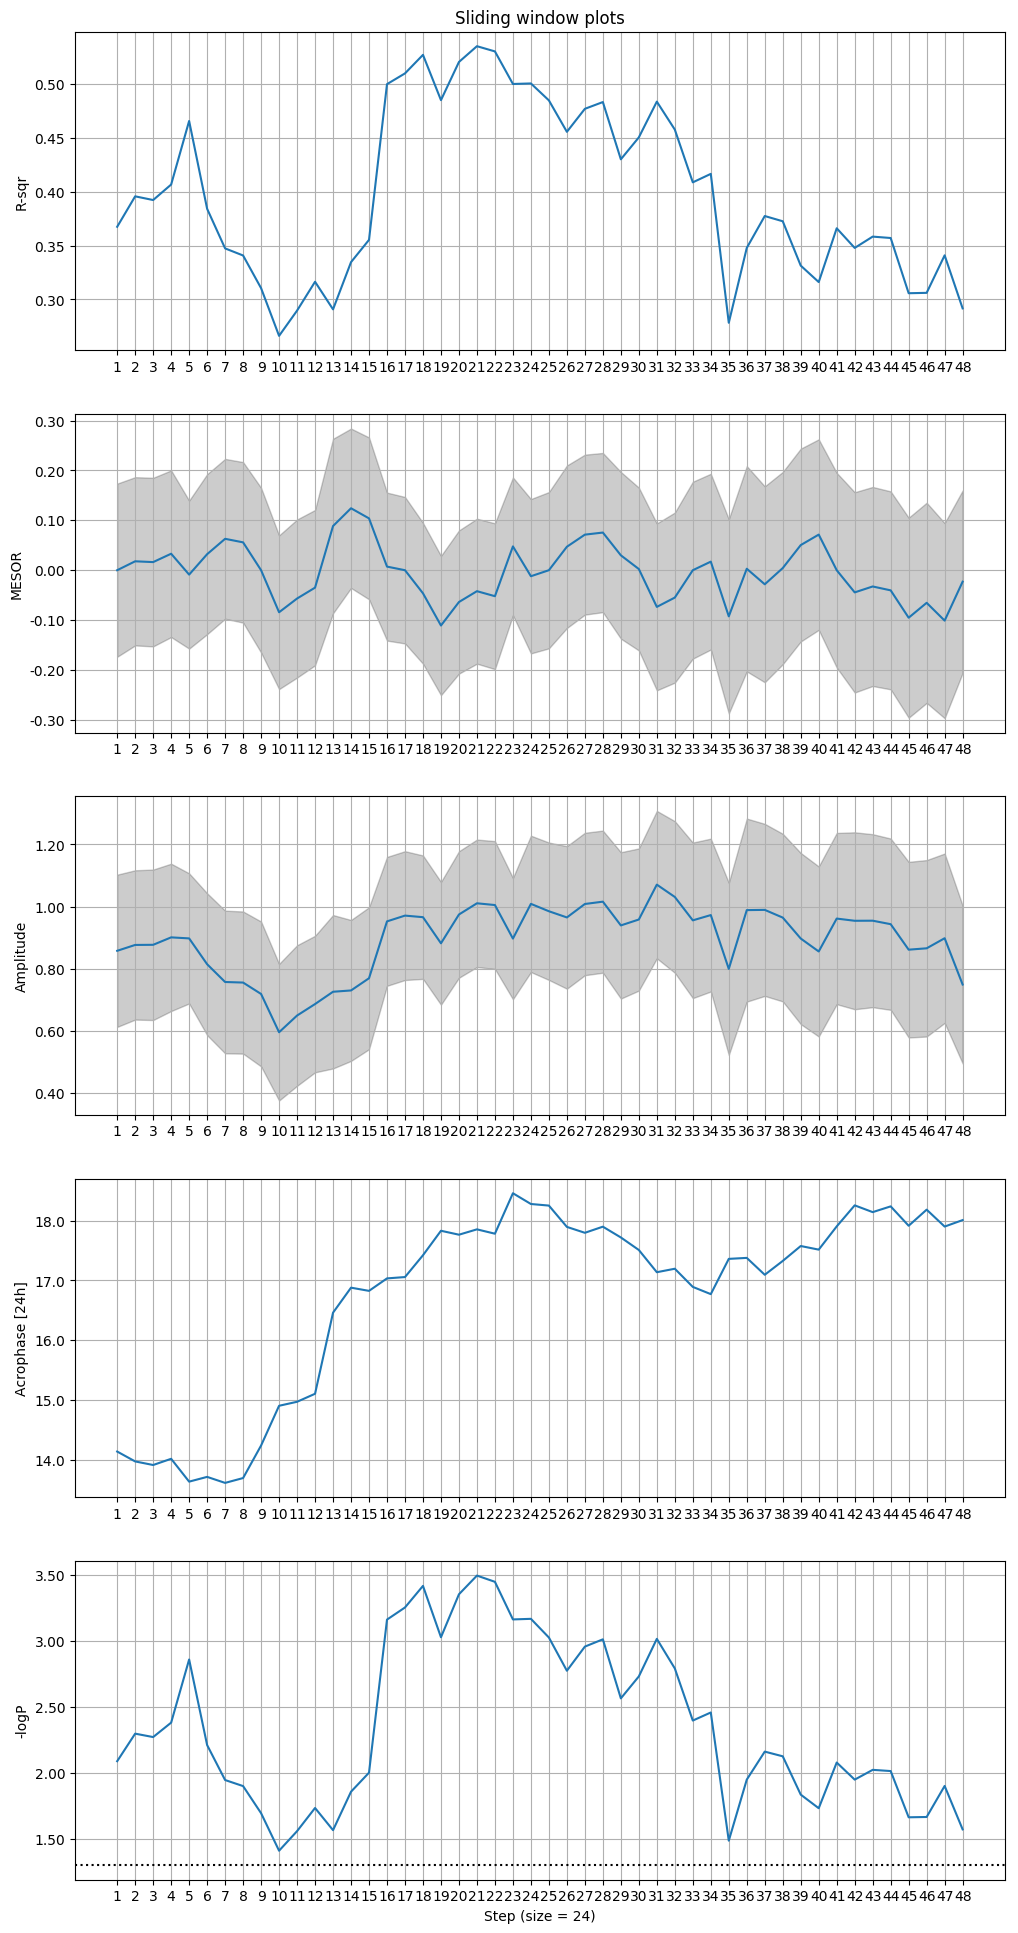 Sliding window plots
0.50
0.45
0.40
0.35
0.30
R-sqr
1 2 3 4 5 6 7 8 9 10 11 12 13 14 15 16 17 18 19 20 21 22 23 24 25 26 27 28 29 30 31 32 33 34 35 36 37 38 39 40 41 42 43 44 45 46 47 48
0.30
0.20
0.10
0.00
-0.10
-0.20
-0.30
MESOR
1 2 3 4 5 6 7 8 9 10 11 12 13 14 15 16 17 18 19 20 21 22 23 24 25 26 27 28 29 30 31 32 33 34 35 36 37 38 39 40 41 42 43 44 45 46 47 48
1.20
1.00
0.80
0.60
0.40
Amplitude
1 2 3 4 5 6 7 8 9 10 11 12 13 14 15 16 17 18 19 20 21 22 23 24 25 26 27 28 29 30 31 32 33 34 35 36 37 38 39 40 41 42 43 44 45 46 47 48
18.0
17.0
16.0
15.0
14.0
Acrophase [24h]
1 2 3 4 5 6 7 8 9 10 11 12 13 14 15 16 17 18 19 20 21 22 23 24 25 26 27 28 29 30 31 32 33 34 35 36 37 38 39 40 41 42 43 44 45 46 47 48
3.50
3.00
2.50
2.00
1.50
-logP
1 2 3 4 5 6 7 8 9 10 11 12 13 14 15 16 17 18 19 20 21 22 23 24 25 26 27 28 29 30 31 32 33 34 35 36 37 38 39 40 41 42 43 44 45 46 47 48
Step (size = 24)